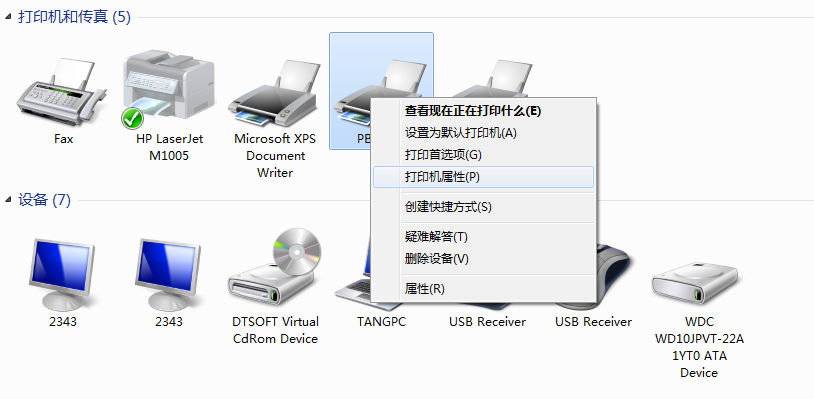 打印机和传真 (5)
Fax
HP LaserJet
M1005
Microsoft XPS
Document
Writer
PB
查看现在正在打印什么(E)
设置为默认打印机(A)
打印首选项(G)
打印机属性(P)
创建快捷方式(S)
疑难解答(T)
删除设备(V)
属性(R)
设备 (7)
2343
2343
DTSOFT Virtual
CdRom Device
TANGPC
USB Receiver
USB Receiver
WDC
WD10JPVT-22A
1YT0 ATA
Device